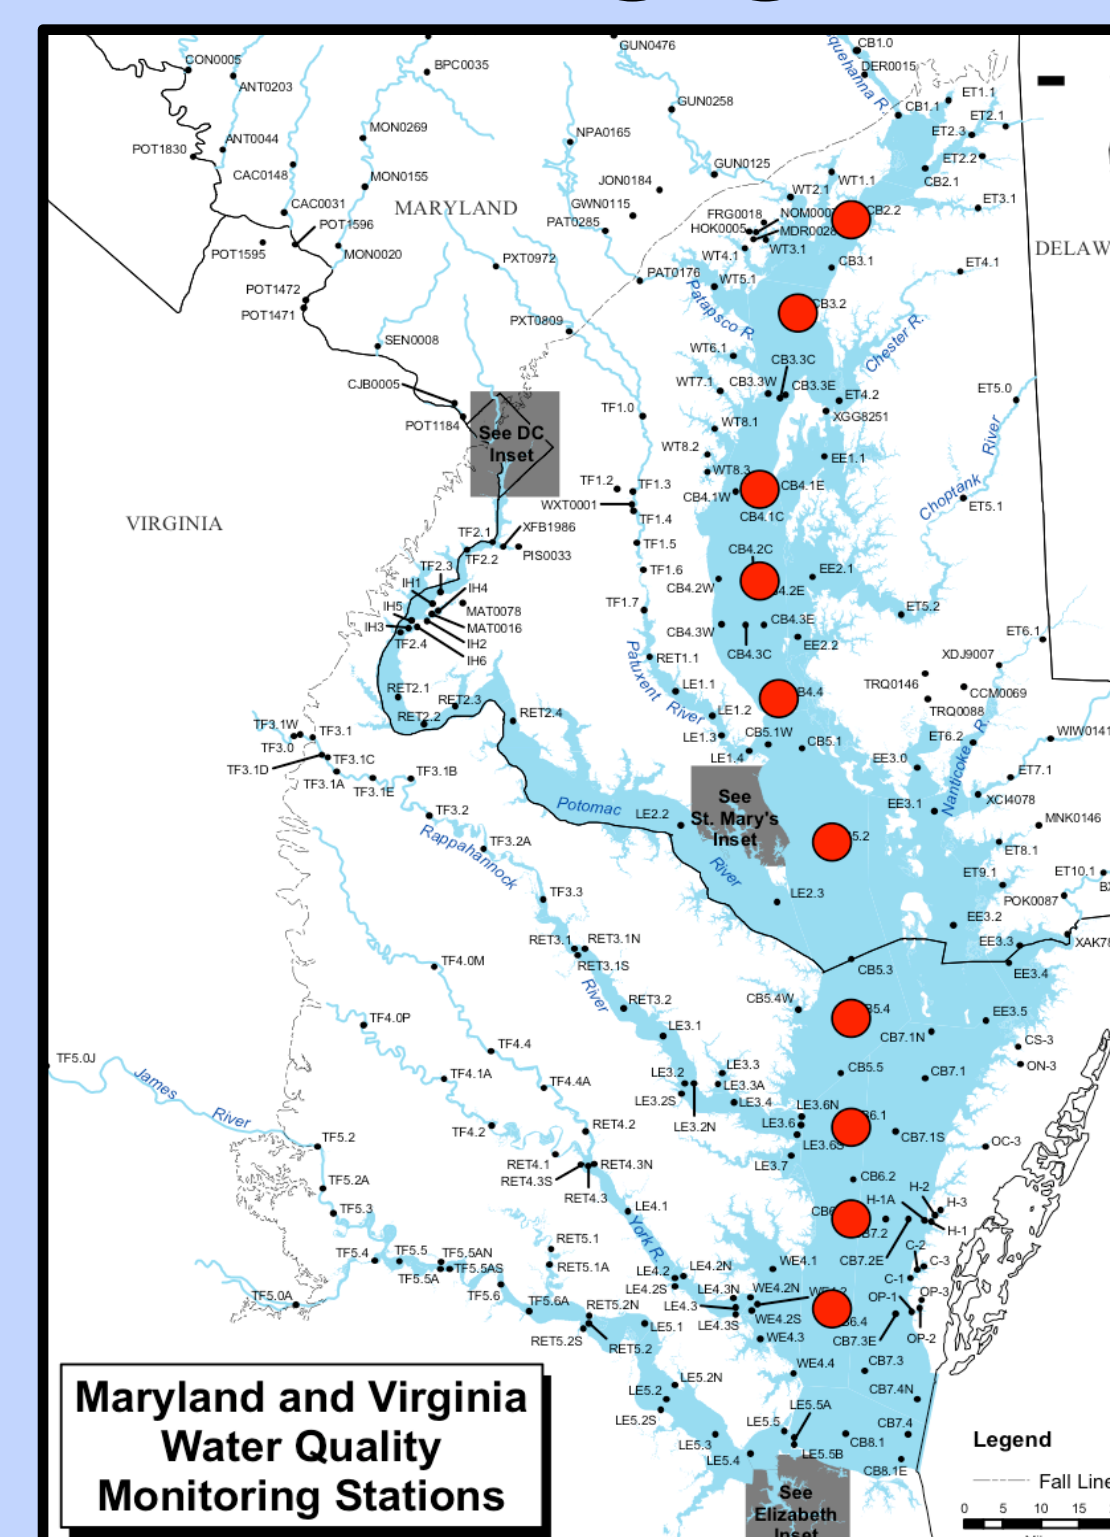 CON0005
ANT0203
BPC0035
GUN0476
CB1.0
DER0015
GUN0258
CB1.1
ET1.1
ET2.1
ET2.3
ET2.2
CB2.1
ET3.1
POT1830
ANT0044
MON0269
CAC0148
MON0155
NPA0165
GUN0125
JON0184
WT2.1
WT1.1
CAC0031
MARYLAND
GWN0115
PAT0285
FRG0018
HOK0005
MDR0028
CB2.2
POT1596
POT1595
MON0020
WT4.1
WT3.1
CB3.1
ET4.1
DELAW
PXT0972
PAT0176
WT5.1
POT1472
POT1471
Patapsco R.
CB3.2
PXT0809
SEN0008
Chester R.
WT6.1
CB3.3C
CJB0005
WT7.1
CB3.3W
CB3.3E
ET4.2
ET5.0
POT1184
See DC
Inset
TF1.0
XGG8251
WT8.1
WT8.2
WT8.3
EE1.1
River
TF1.2
TF1.3
WXT0001
TF1.4
CB4.1W
CB4.1E
CB4.1C
Choptank
ET5.1
VIRGINIA
TF2.1
XFB1986
TF2.2
PIS0033
TF1.5
CB4.2C
TF2.3
TF1.6
CB4.2W
4.2E
EE2.1
IH1
IH4
IH5
MAT0078
IH3
MAT0016
TF2.4
IH2
IH6
TF1.7
CB4.3W
CB4.3E
CB4.3C
EE2.2
ET5.2
ET6.1
RET1.1
Patuxent River
XDJ9007
TRQ0146
CCM0069
TRQ0088
RET2.1
RET2.3
RET2.2
RET2.4
LE1.1
LE1.2
LE1.3
LE1.4
B4.4
CB5.1W
CB5.1
ET6.2
Nanticoke R.
WIW0141
TF3.1W
TF3.1
TF3.0
TF3.1C
TF3.1D
TF3.1B
TF3.1A
TF3.1E
EE3.0
ET7.1
TF3.2
Rappahannock
Potomac
LE2.2
See
St. Mary's
Inset
EE3.1
XCI4078
MNK0146
TF3.2A
5.2
ET8.1
River
ET9.1
ET10.1
TF3.3
LE2.3
POK0087
EE3.2
RET3.1
RET3.1N
RET3.1S
EE3.3
TF4.0M
CB5.3
EE3.4
River
RET3.2
CB5.4W
5.4
EE3.5
TF4.0P
LE3.1
CB7.1N
CS-3
TF5.0J
TF4.4
ON-3
James
River
TF4.1A
TF4.4A
LE3.2
LE3.3
LE3.3A
LE3.2S
LE3.4
CB5.5
CB7.1
LE3.2N
LE3.6N
LE3.6
6.1
TF4.2
RET4.2
LE3.6S
CB7.1S
OC-3
TF5.2
RET4.1
RET4.3N
RET4.3S
RET4.3
LE3.7
TF5.2A
CB6.2
H-2
H-1A
H-3
TF5.3
LE4.1
7.2
H-1
York R.
RET5.1
CB7.2E
C-2
TF5.4
TF5.5
TF5.5AN
TF5.5AS
TF5.5A
RET5.1A
LE4.2
LE4.2N
LE4.2S
WE4.1
C-3
C-1
TF5.0A
TF5.6
TF5.6A
RET5.2N
LE4.3N
WE4.2N
OP-1
OP-3
LE4.3
LE4.3S
WE4.2S
6.4
RET5.2S
RET5.2
LE5.1
WE4.3
CB7.3E
OP-2
WE4.4
CB7.3
LE5.2N
CB7.4N
LE5.2
LE5.2S
LE5.5A
LE5.5
CB7.4
LE5.3
CB8.1
LE5.5B
LE5.4
CB8.1E
Maryland and Virginia
Water Quality
Monitoring Stations
See
Elizabeth
Inset
Legend
Fall Line
0 5 10 15